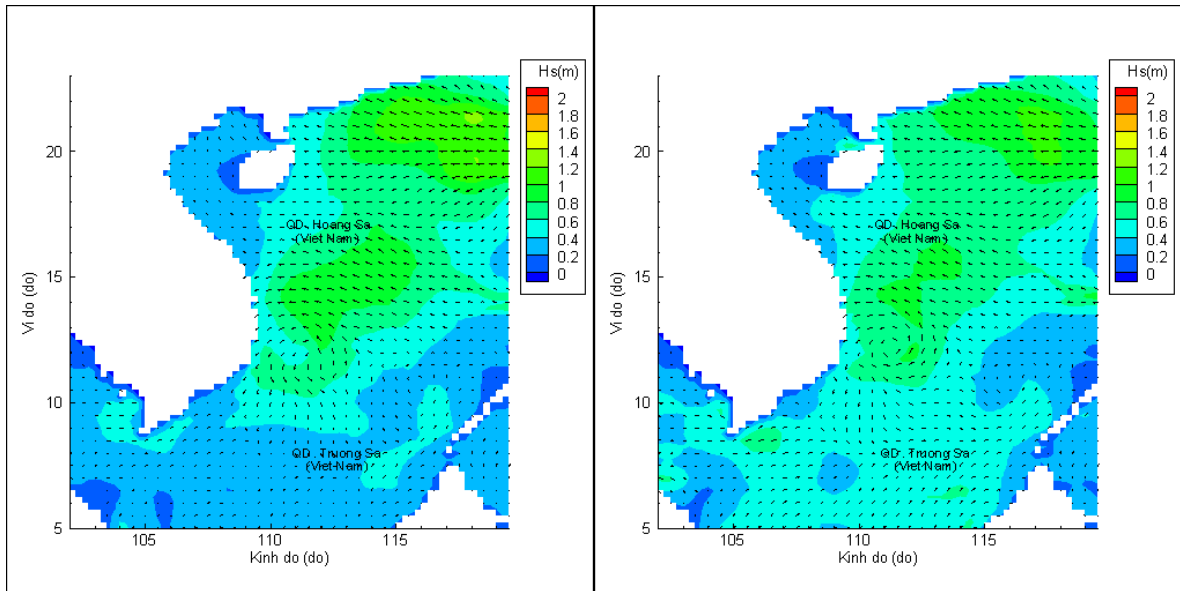 Hs(m)
2
1.8
1.6
1.4
1.2
1
0.8
0.6
0.4
0.2
0
20
15
10
5
Vi do (do)
QD. Hoang Sa
(Viet Nam)
QD. Truong Sa
(Viet Nam)
105
110
115
Kinh do (do)
Hs(m)
2
1.8
1.6
1.4
1.2
1
0.8
0.6
0.4
0.2
0
20
15
10
5
Vi do (do)
QD. Hoang Sa
(Viet Nam)
QD. Truong Sa
(Viet Nam)
105
110
115
Kinh do (do)